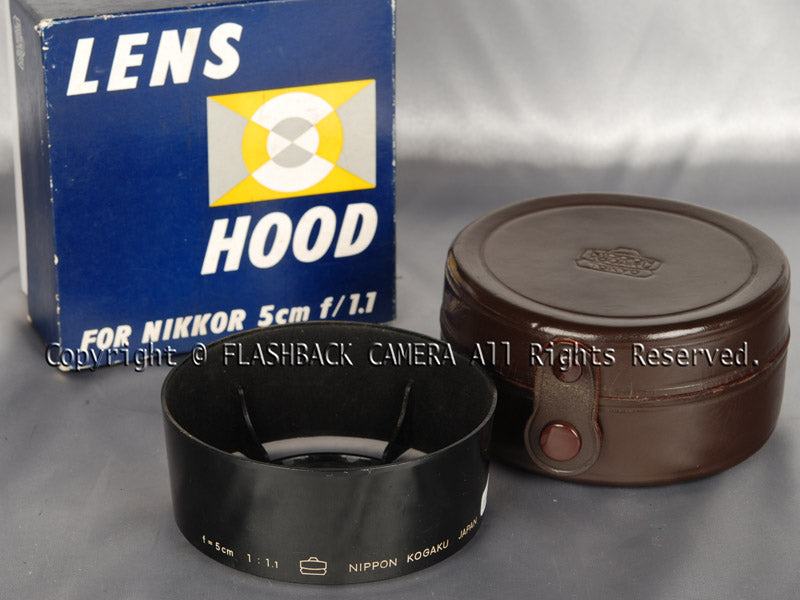 LENS
HOOD
FOR NIKKOR 5cm f/1.1
Copyright © FLASHBACK CAMERA All Rights Reserved.
f=5cm 1:1.1 NIPPON KOGAKU JAPAN